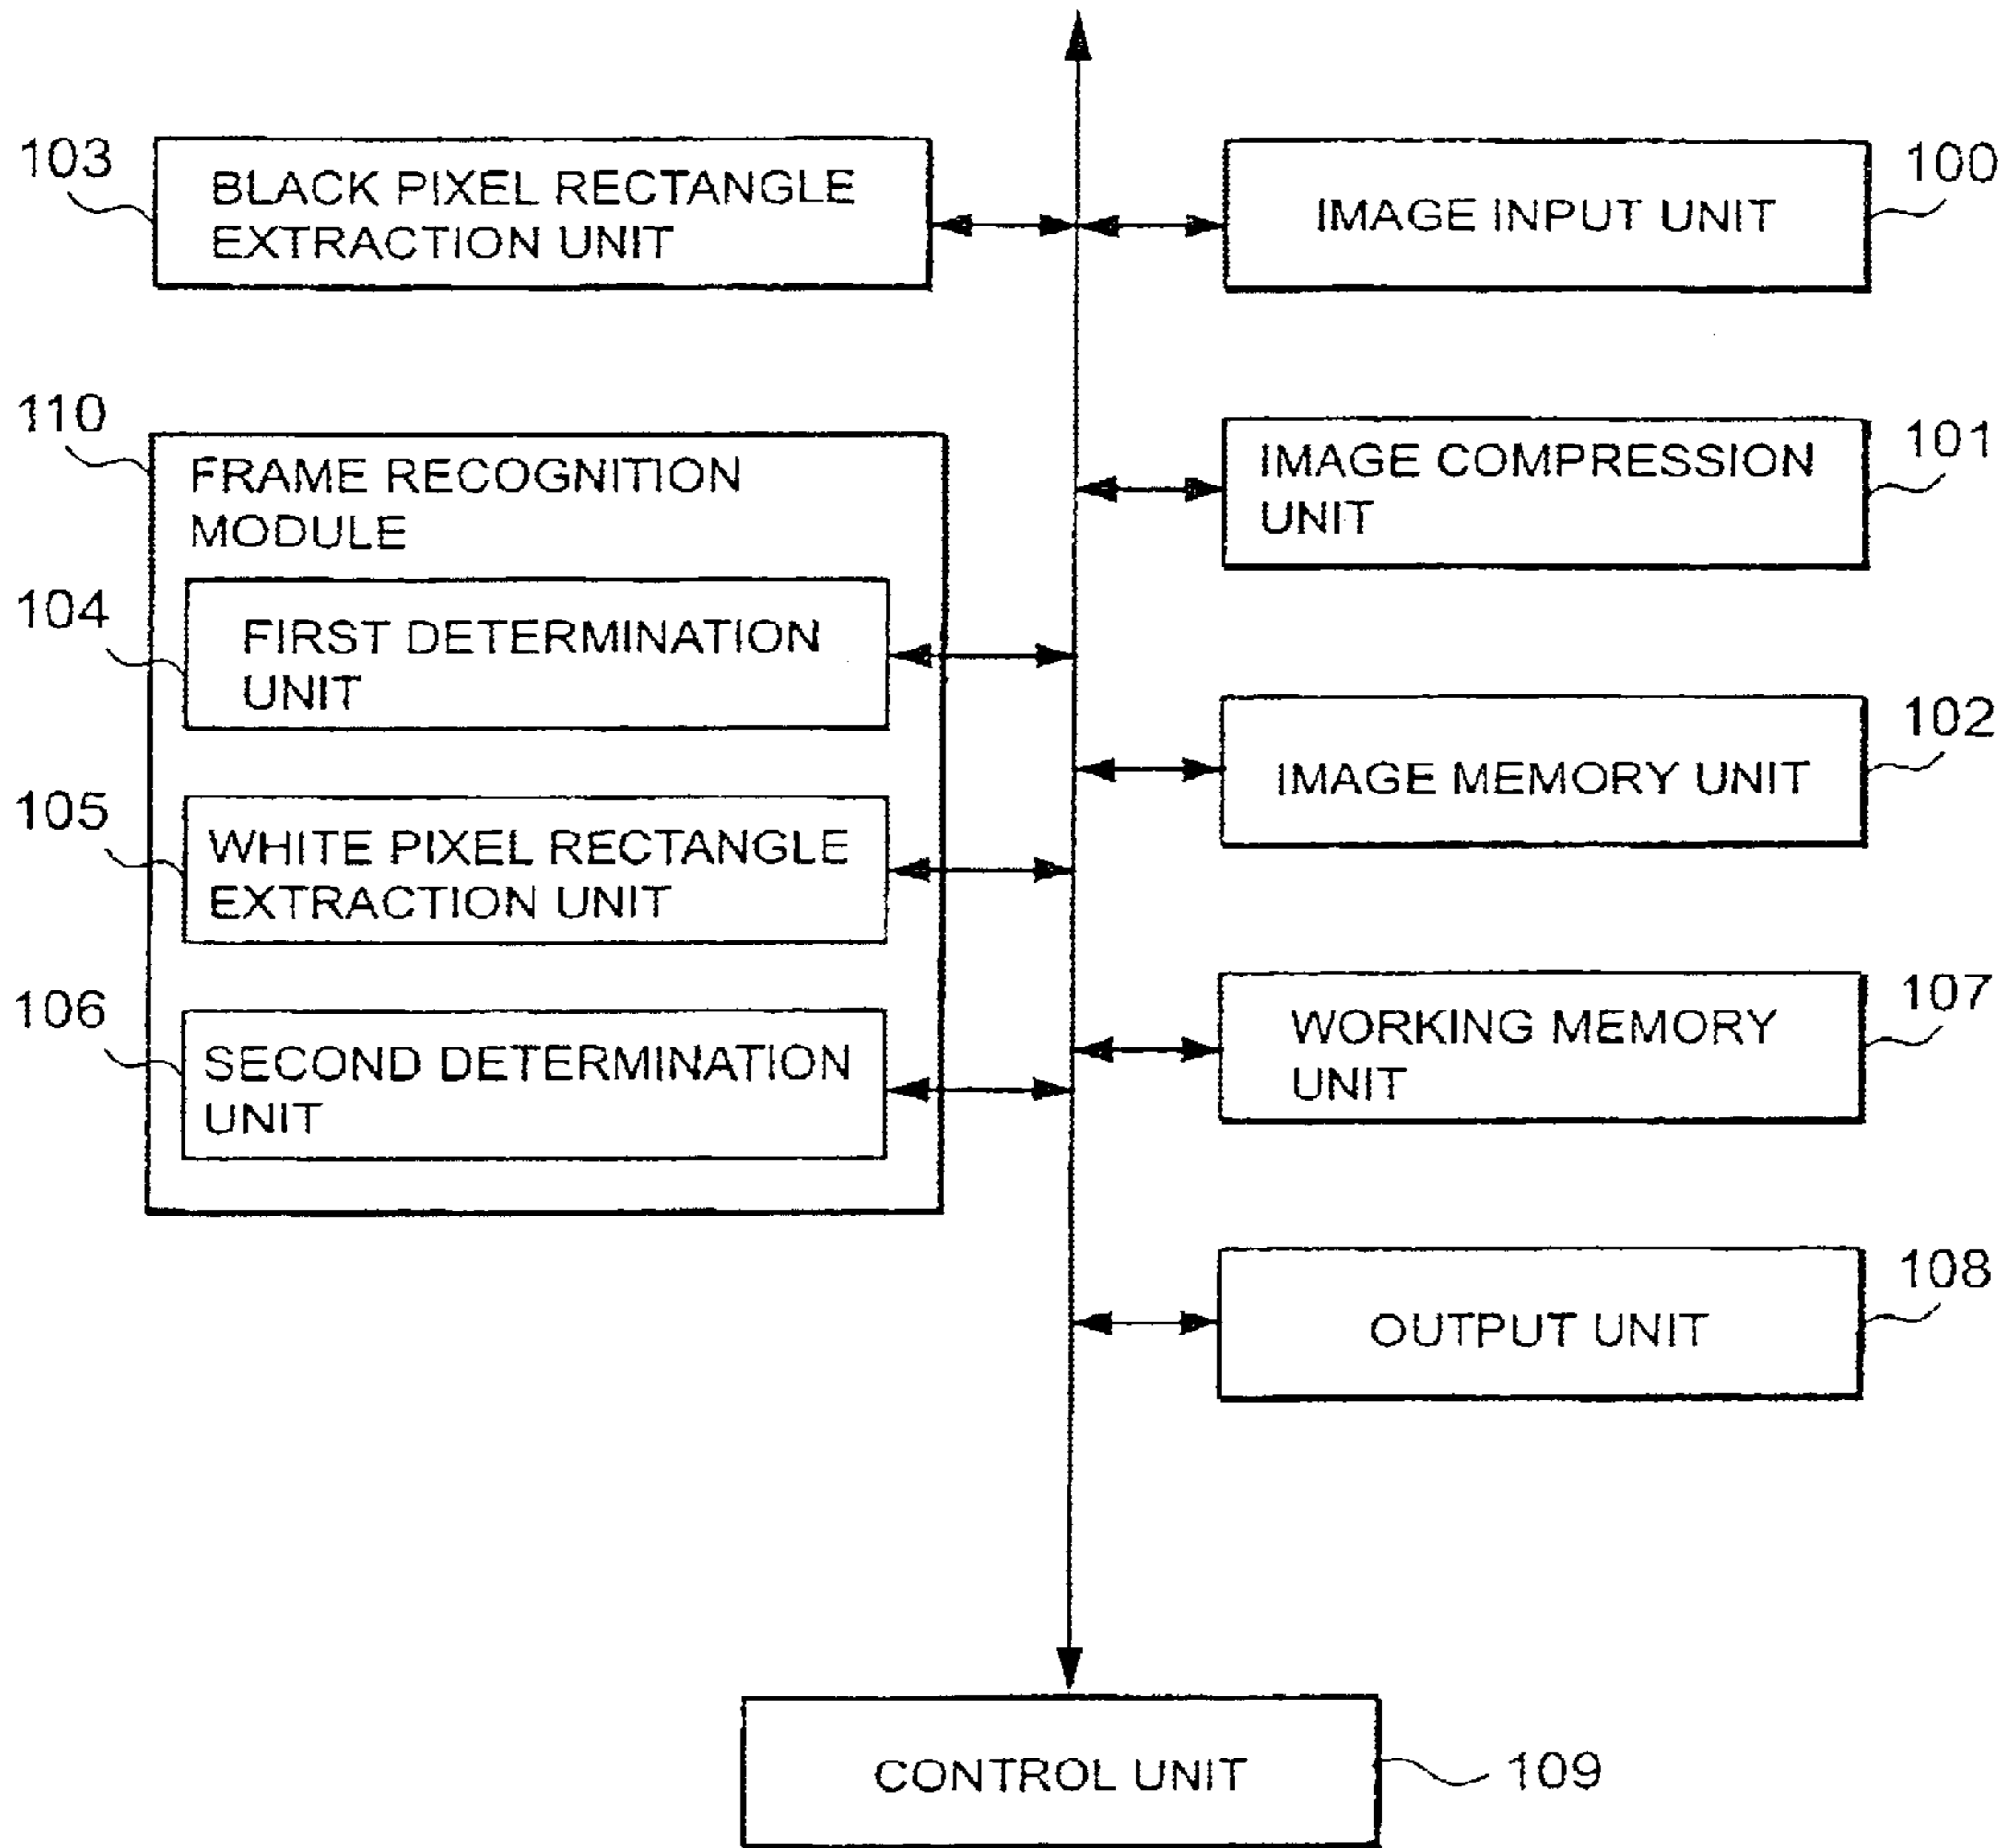 103
BLACK PIXEL RECTANGLE
EXTRACTION UNIT
100
IMAGE INPUT UNIT
110
FRAME RECOGNITION
MODULE
101
IMAGE COMPRESSION
UNIT
104
FIRST DETERMINATION
UNIT
102
IMAGE MEMORY UNIT
105
WHITE PIXEL RECTANGLE
EXTRACTION UNIT
106
SECOND DETERMINATION
UNIT
107
WORKING MEMORY
UNIT
108
OUTPUT UNIT
CONTROL UNIT
109